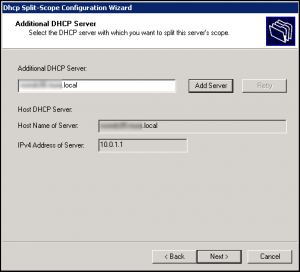 Dhcp Split-Scope Configuration Wizard
Additional DHCP Server
Select the DHCP server with which you want to split this server's scope.
Additional DHCP Server:
.local
Add Server
Retry
Host DHCP Server:
Host Name of Server:
.local
IPv4 Address of Server:
10.0.1.1
< Back
Next >
Cancel